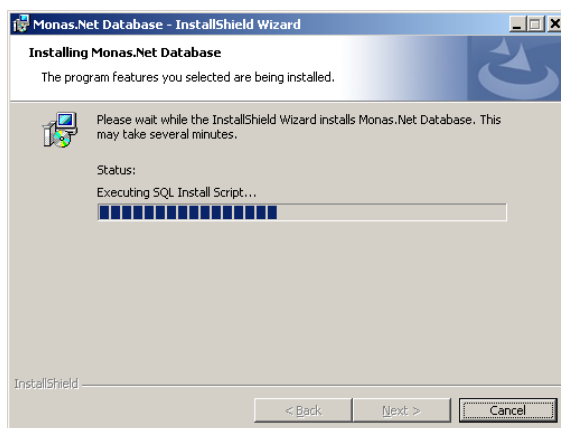 Monas.Net Database - InstallShield Wizard
Installing Monas.Net Database
The program features you selected are being installed.
Please wait while the InstallShield Wizard installs Monas.Net Database. This
may take several minutes.
Status:
Executing SQL Install Script...
InstallShield
< Back Next > Cancel